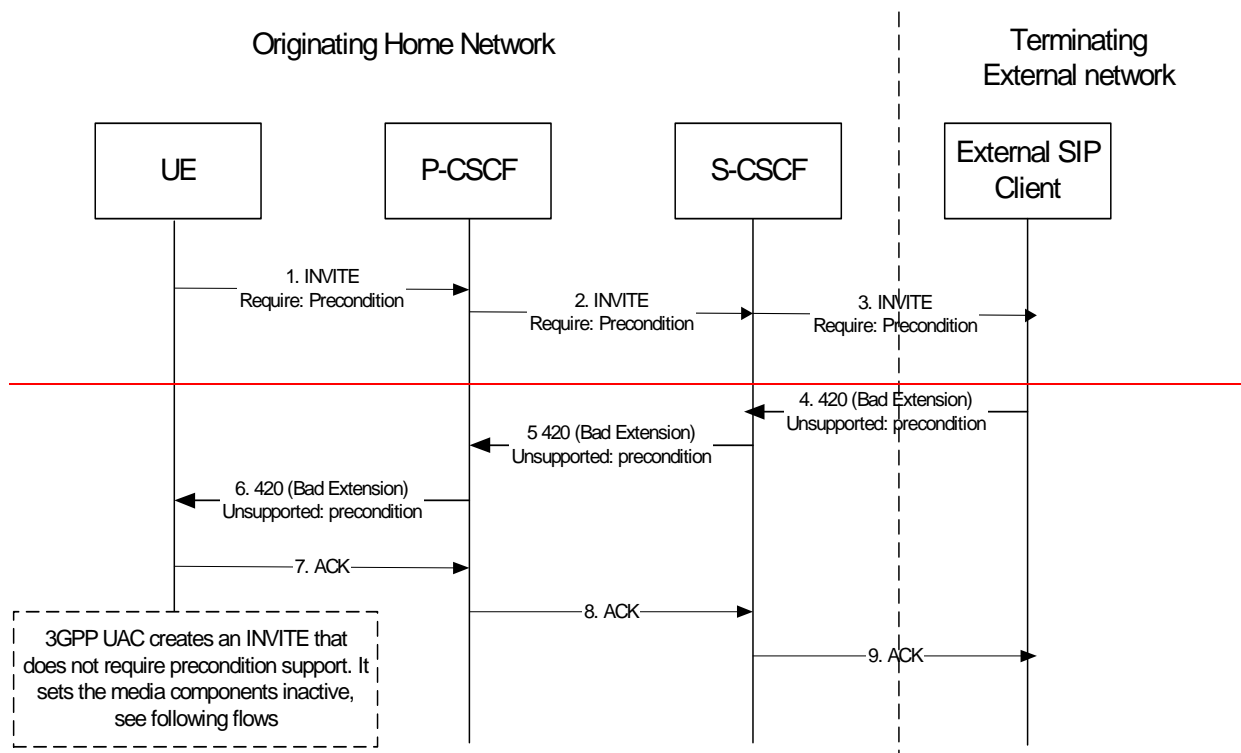 Originating Home Network
Terminating
External network
UE
P-CSCF
S-CSCF
External SIP
Client
1. INVITE
Require: Precondition
2. INVITE
Require: Precondition
3. INVITE
Require: Precondition
4. 420 (Bad Extension)
Unsupported: precondition
5 420 (Bad Extension)
Unsupported: precondition
6. 420 (Bad Extension)
Unsupported: precondition
7. ACK
8. ACK
9. ACK
3GPP UAC creates an INVITE that
does not require precondition support. It
sets the media components inactive,
see following flows